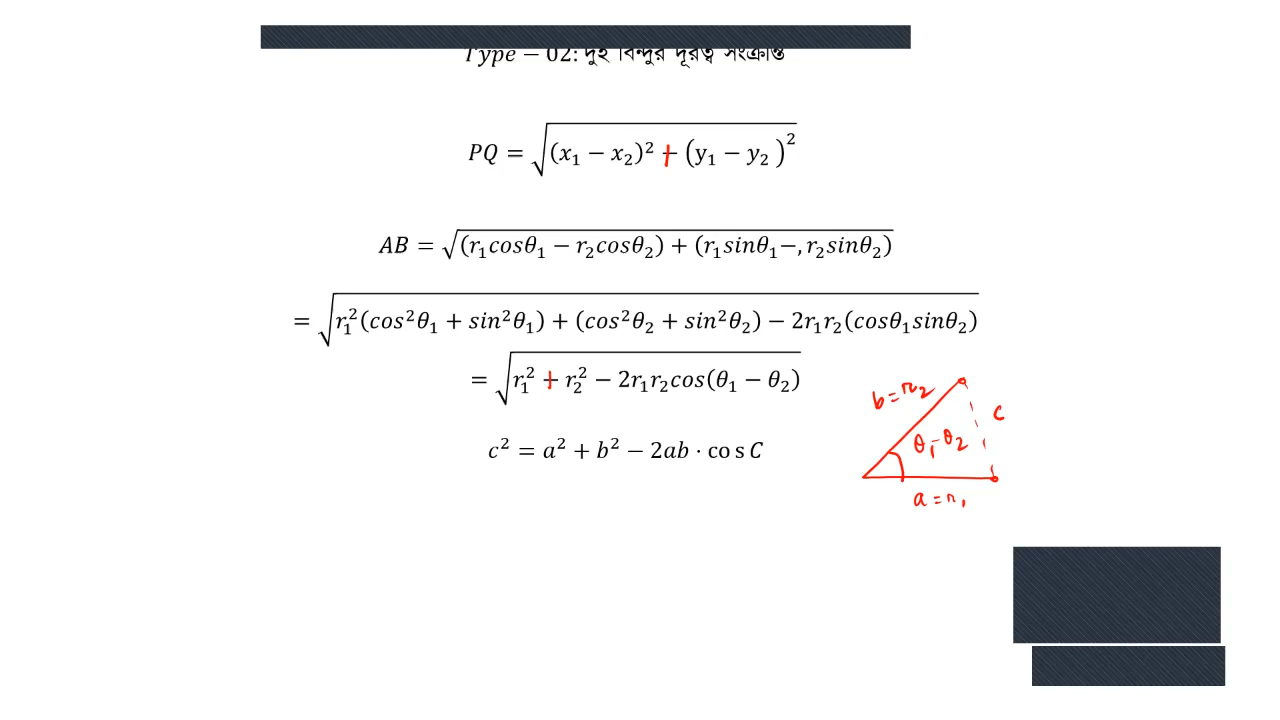 Type − 02: দুই বিন্দুর দূরত্ব সংক্রান্ত
PQ = √((x₁ − x₂)² + (y₁ − y₂)²)
AB = √((r₁cosθ₁ − r₂cosθ₂) + (r₁sinθ₁−, r₂sinθ₂))
= √(r₁²(cos²θ₁ + sin²θ₁) + (cos²θ₂ + sin²θ₂) − 2r₁r₂(cosθ₁sinθ₂))
= √(r₁² + r₂² − 2r₁r₂cos(θ₁ − θ₂))
c² = a² + b² − 2ab · cos C
b = r₂
c
θ₁-θ₂
a = r₁